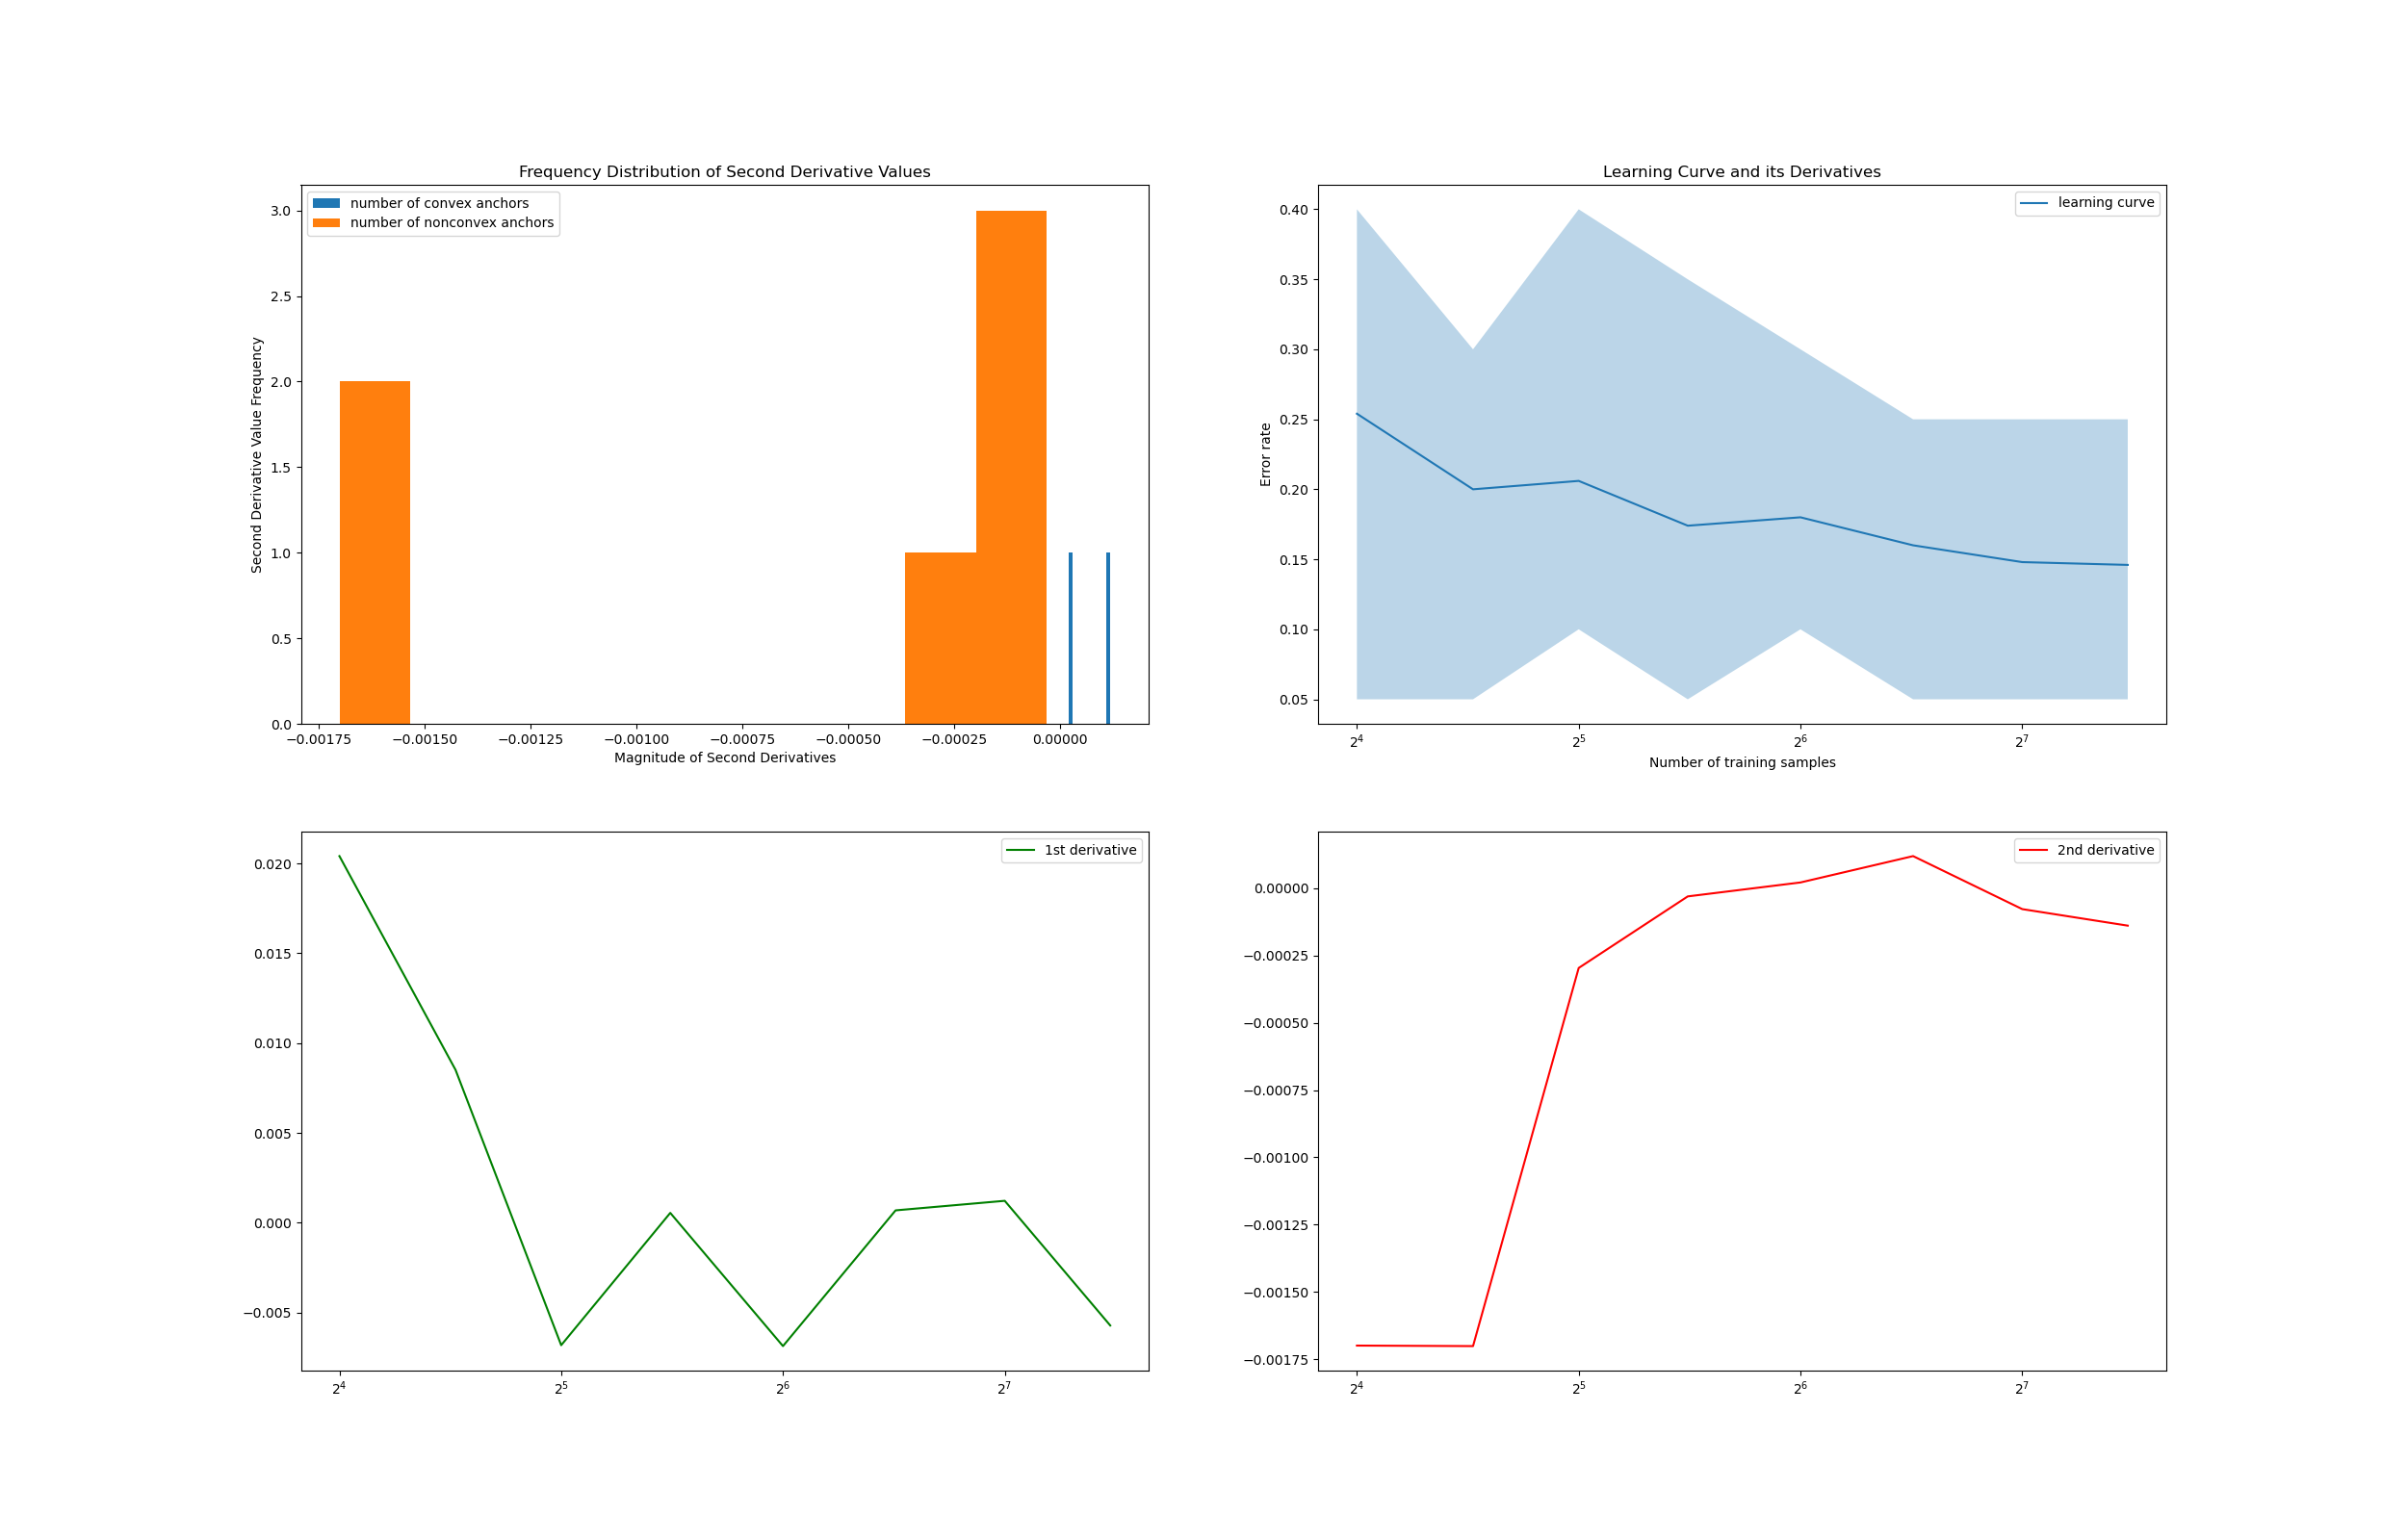 Frequency Distribution of Second Derivative Values
number of convex anchors
number of nonconvex anchors
3.0
2.5
2.0
1.5
1.0
0.5
0.0
Second Derivative Value Frequency
−0.00175 −0.00150 −0.00125 −0.00100 −0.00075 −0.00050 −0.00025 0.00000
Magnitude of Second Derivatives
Learning Curve and its Derivatives
learning curve
0.40
0.35
0.30
0.25
0.20
0.15
0.10
0.05
Error rate
2⁴ 2⁵ 2⁶ 2⁷
Number of training samples
1st derivative
0.020
0.015
0.010
0.005
0.000
−0.005
2⁴ 2⁵ 2⁶ 2⁷
2nd derivative
0.00000
−0.00025
−0.00050
−0.00075
−0.00100
−0.00125
−0.00150
−0.00175
2⁴ 2⁵ 2⁶ 2⁷